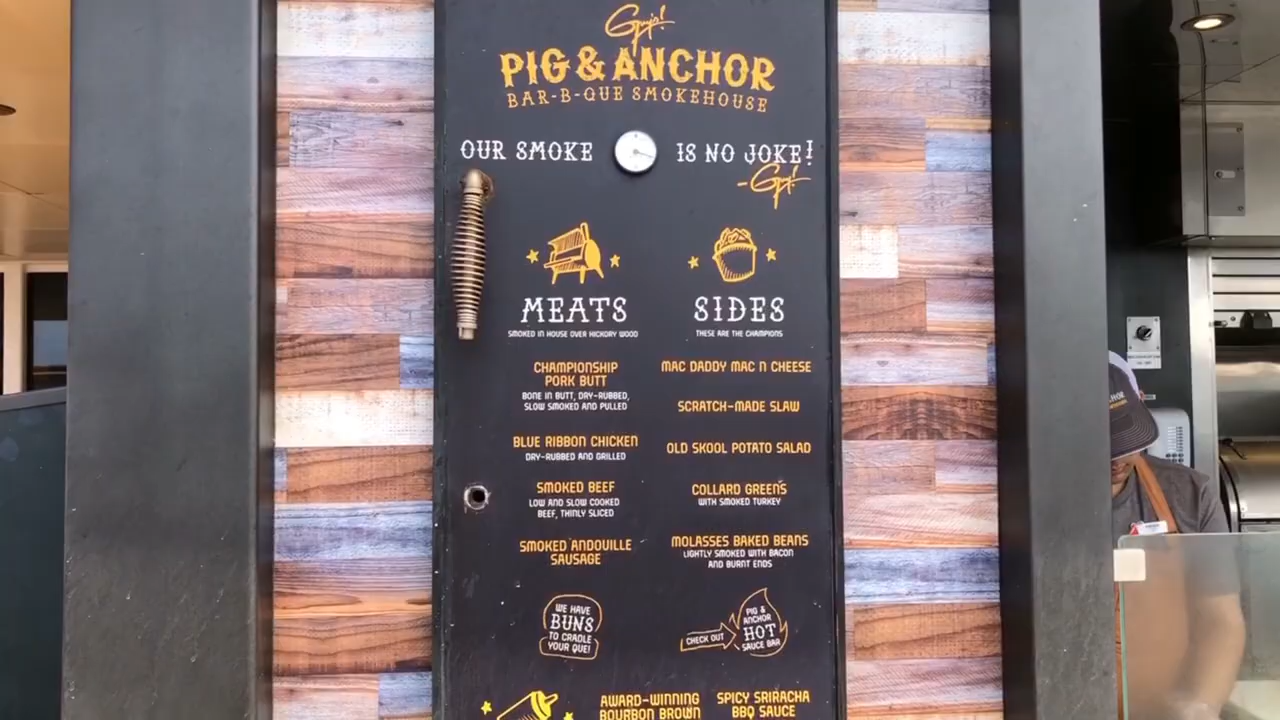 Guy's!
PIG & ANCHOR
BAR-B-QUE SMOKEHOUSE
OUR SMOKE IS NO JOKE!
-Guy!
MEATS
SMOKED IN HOUSE OVER HICKORY WOOD
CHAMPIONSHIP
PORK BUTT
BONE IN BUTT, DRY-RUBBED,
SLOW SMOKED AND PULLED
BLUE RIBBON CHICKEN
DRY-RUBBED AND GRILLED
SMOKED BEEF
LOW AND SLOW COOKED
BEEF, THINLY SLICED
SMOKED ANDOUILLE
SAUSAGE
WE HAVE
BUNS
TO CRADLE
YOUR QUE!
SIDES
THESE ARE THE CHAMPIONS
MAC DADDY MAC N CHEESE
SCRATCH-MADE SLAW
OLD SKOOL POTATO SALAD
COLLARD GREENS
WITH SMOKED TURKEY
MOLASSES BAKED BEANS
LIGHTLY SMOKED WITH BACON
AND BURNT ENDS
CHECK OUT
PIG &
ANCHOR
HOT
SAUCE BAR
AWARD-WINNING
BOURBON BROWN
SPICY SRIRACHA
BBQ SAUCE